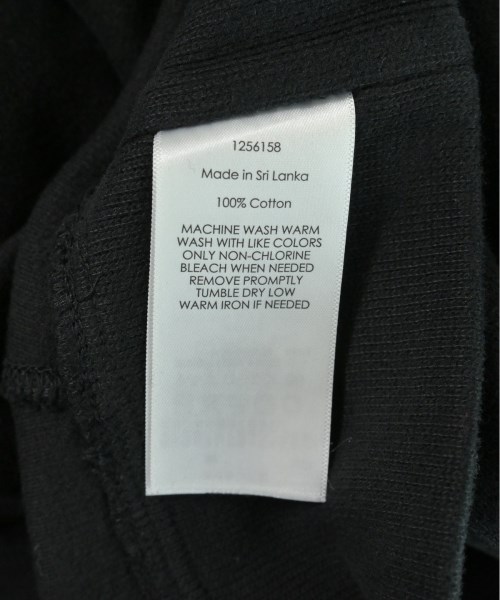 1256158
Made in Sri Lanka
100% Cotton
MACHINE WASH WARM
WASH WITH LIKE COLORS
ONLY NON-CHLORINE
BLEACH WHEN NEEDED
REMOVE PROMPTLY
TUMBLE DRY LOW
WARM IRON IF NEEDED